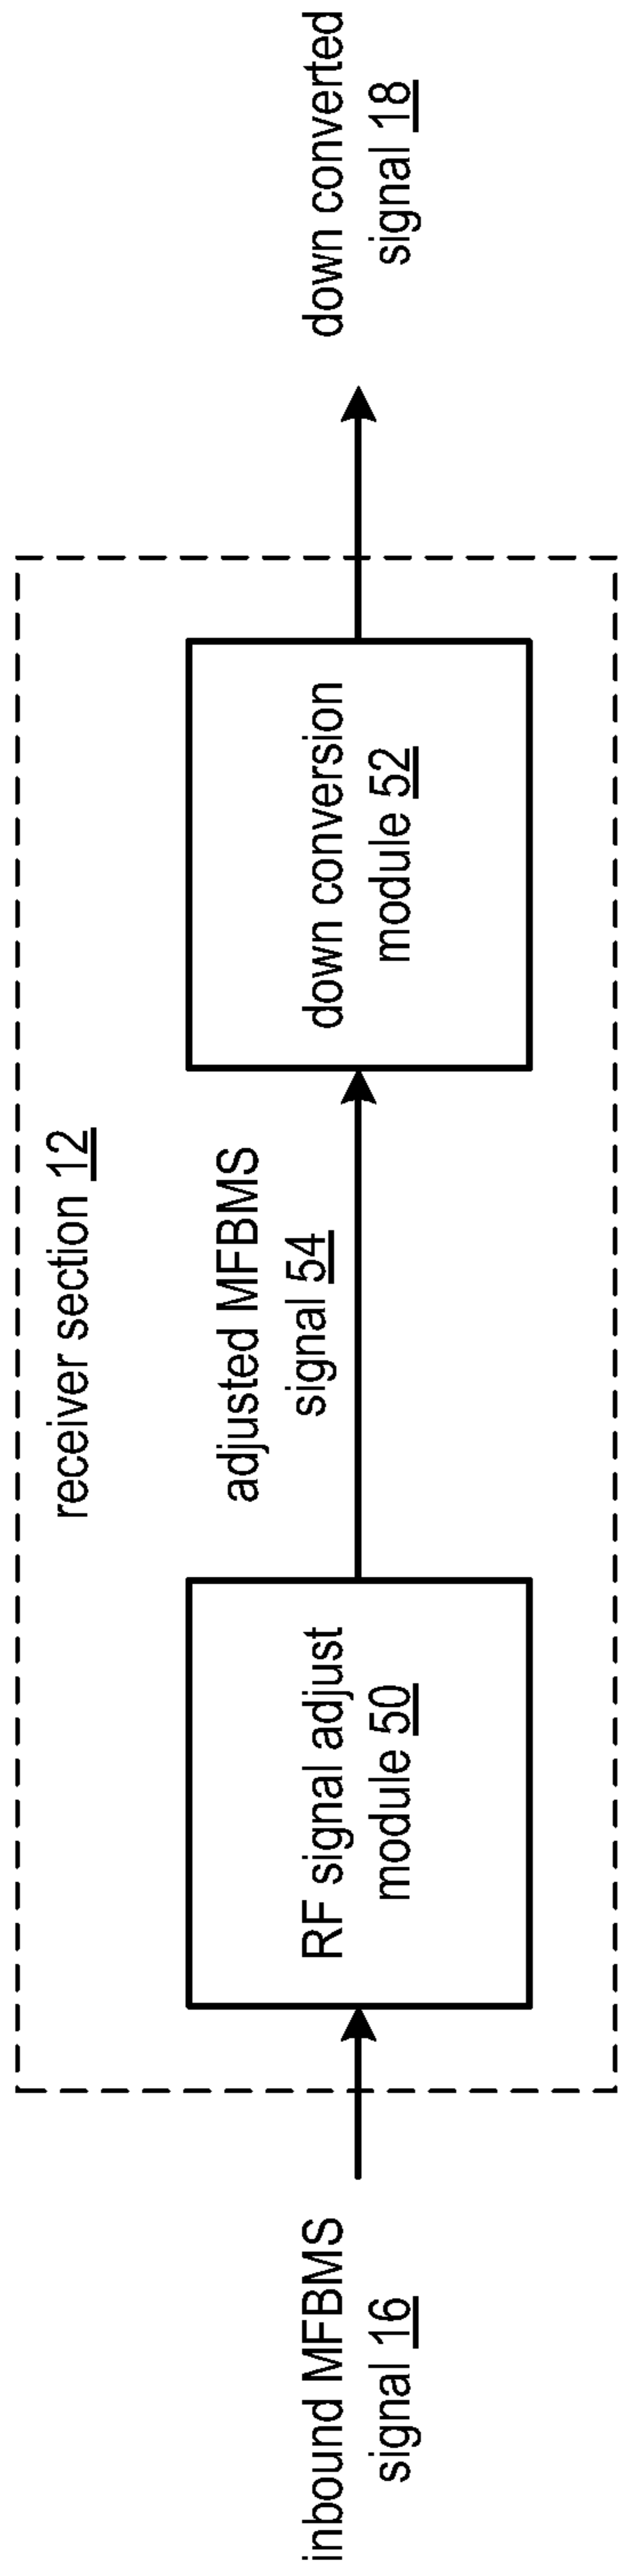 receiver section 12
inbound MFBMS
signal 16
RF signal adjust
module 50
adjusted MFBMS
signal 54
down conversion
module 52
down converted
signal 18